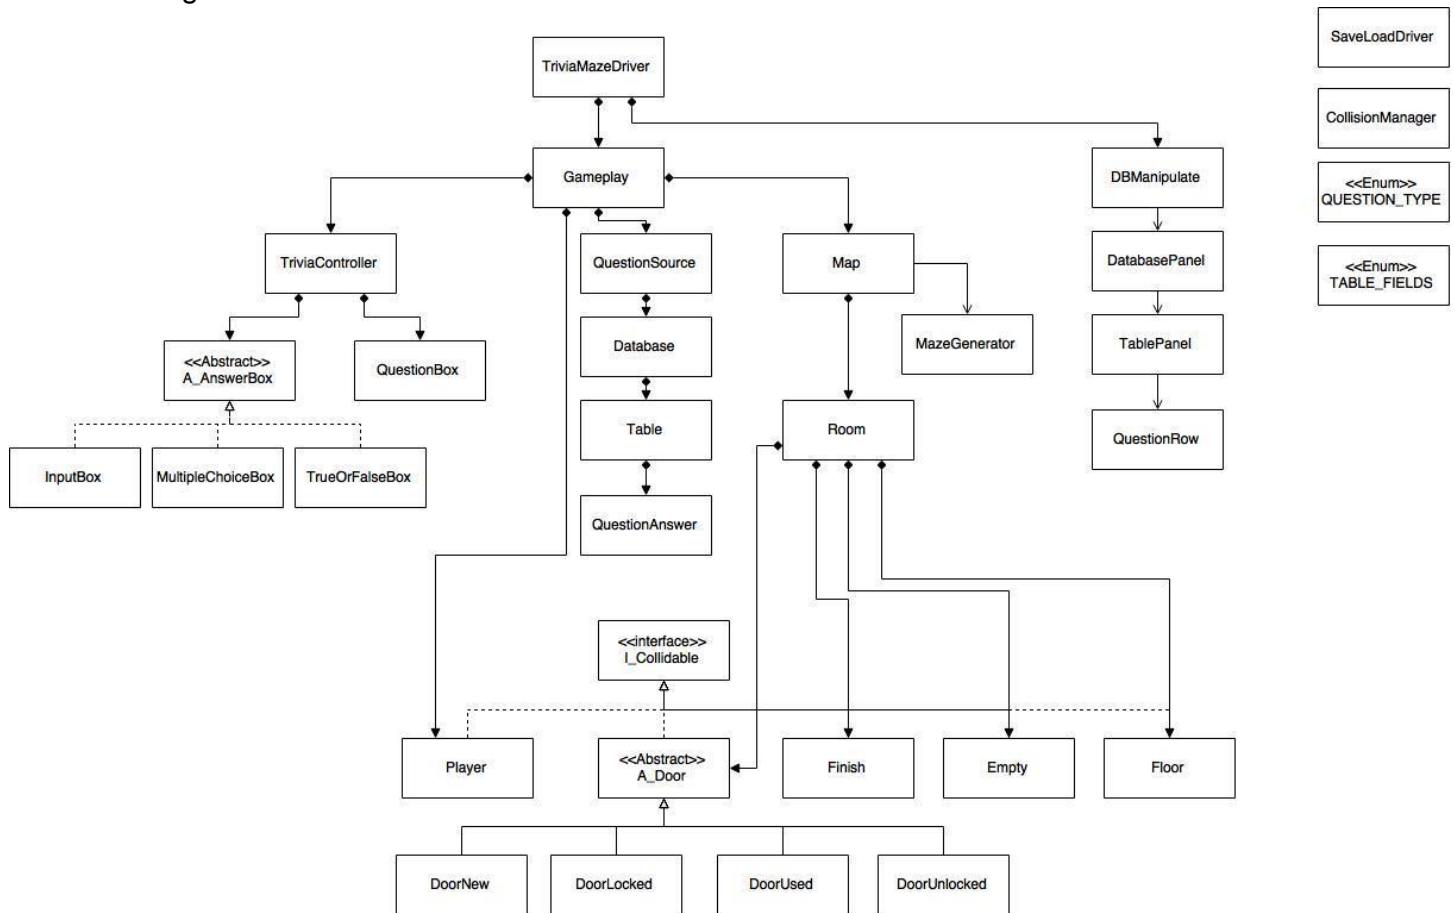 SaveLoadDriver
TriviaMazeDriver
CollisionManager
Gameplay
DBManipulate
<<Enum>>
QUESTION_TYPE
TriviaController
QuestionSource
Map
DatabasePanel
<<Enum>>
TABLE_FIELDS
<<Abstract>>
A_AnswerBox
QuestionBox
Database
MazeGenerator
TablePanel
Table
Room
QuestionRow
InputBox
MultipleChoiceBox
TrueOrFalseBox
QuestionAnswer
<<interface>>
I_Collidable
Player
<<Abstract>>
A_Door
Finish
Empty
Floor
DoorNew
DoorLocked
DoorUsed
DoorUnlocked